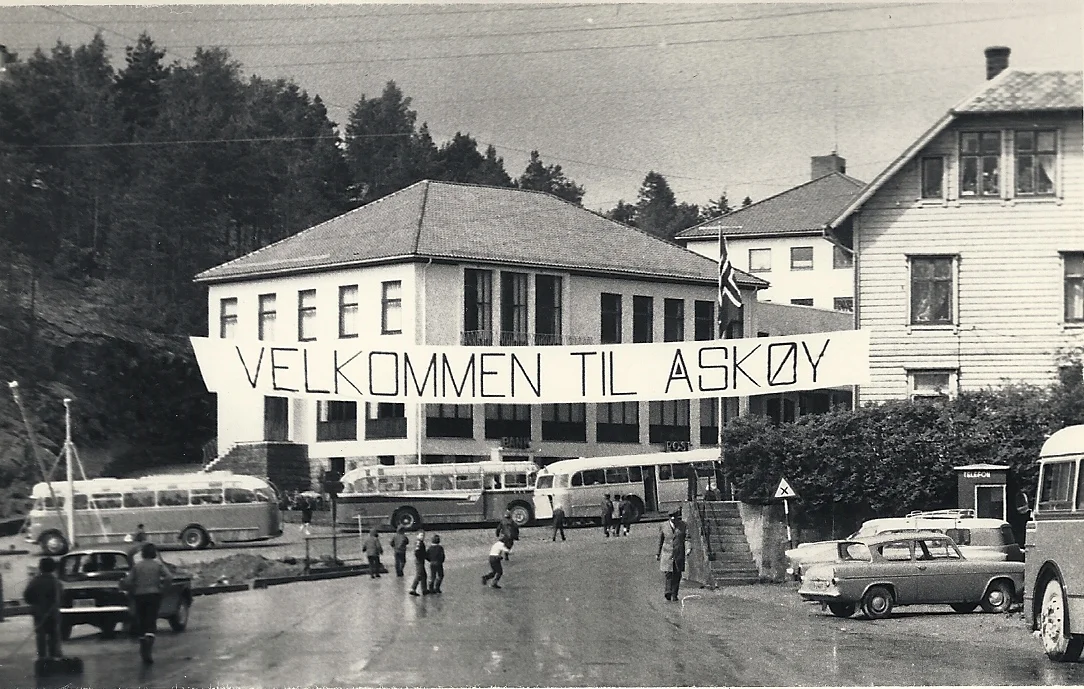 VELKOMMEN TIL ASKØY
BANK
POST
TELEFON